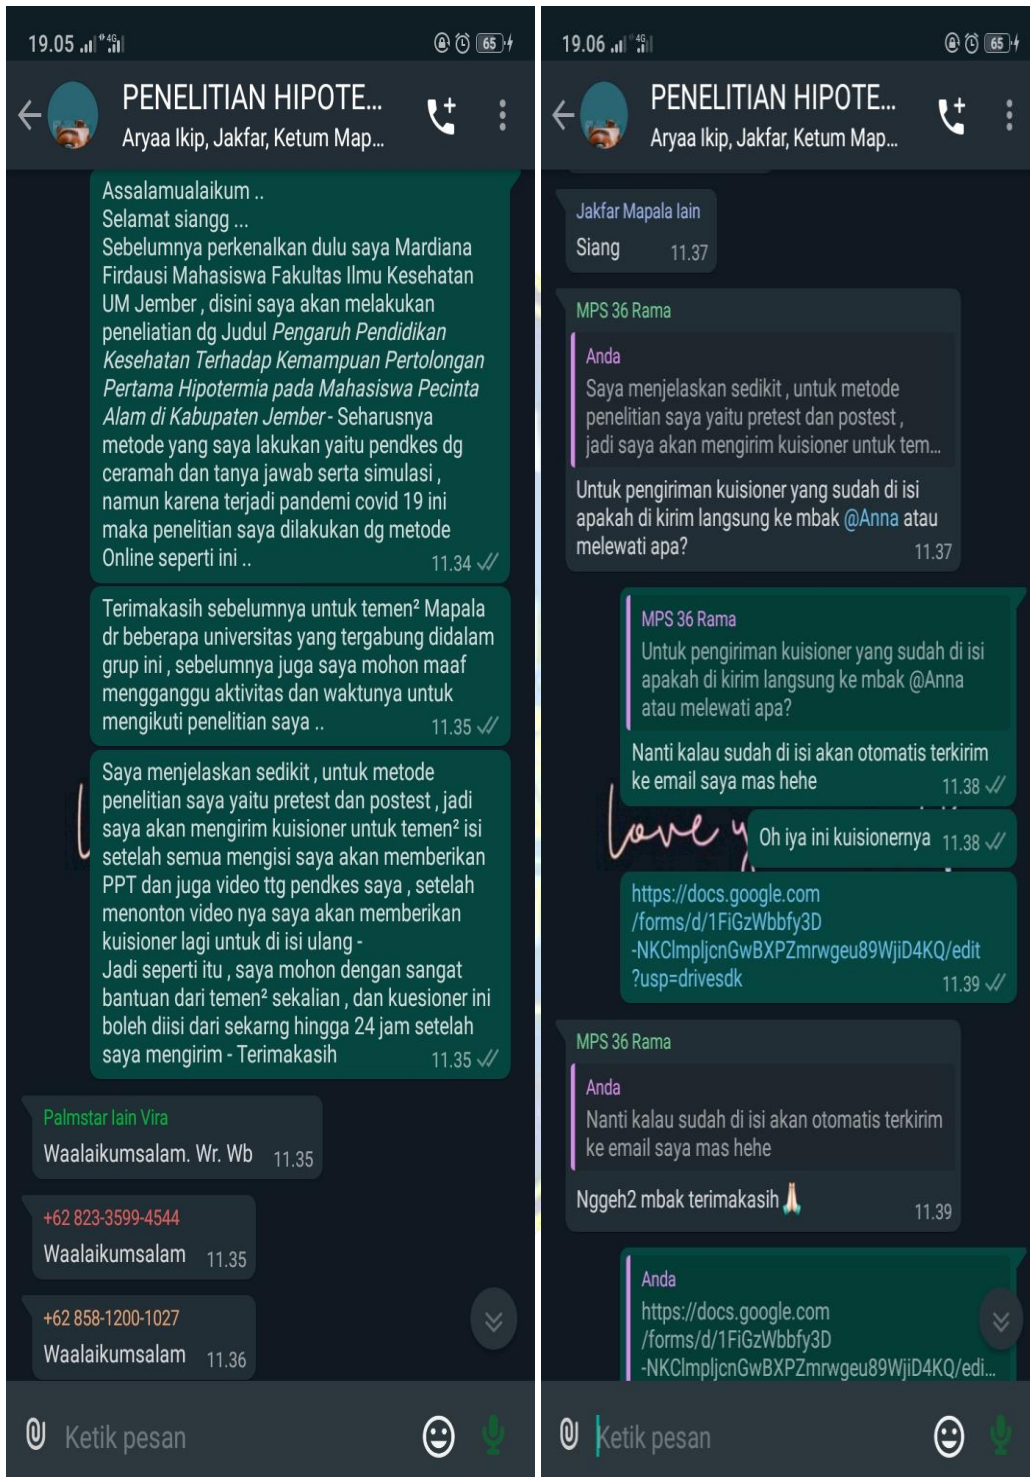 19.05
4G
65
PENELITIAN HIPOTE...
Aryaa Ikip, Jakfar, Ketum Map...
Assalamualaikum ..
Selamat siangg ...
Sebelumnya perkenalkan dulu saya Mardiana
Firdausi Mahasiswa Fakultas Ilmu Kesehatan
UM Jember , disini saya akan melakukan
peneliatian dg Judul Pengaruh Pendidikan
Kesehatan Terhadap Kemampuan Pertolongan
Pertama Hipotermia pada Mahasiswa Pecinta
Alam di Kabupaten Jember - Seharusnya
metode yang saya lakukan yaitu pendkes dg
ceramah dan tanya jawab serta simulasi ,
namun karena terjadi pandemi covid 19 ini
maka penelitian saya dilakukan dg metode
Online seperti ini ..
11.34
Terimakasih sebelumnya untuk temen² Mapala
dr beberapa universitas yang tergabung didalam
grup ini , sebelumnya juga saya mohon maaf
mengganggu aktivitas dan waktunya untuk
mengikuti penelitian saya ..
11.35
Saya menjelaskan sedikit , untuk metode
penelitian saya yaitu pretest dan postest , jadi
saya akan mengirim kuisioner untuk temen² isi
setelah semua mengisi saya akan memberikan
PPT dan juga video ttg pendkes saya , setelah
menonton video nya saya akan memberikan
kuisioner lagi untuk di isi ulang -
Jadi seperti itu , saya mohon dengan sangat
bantuan dari temen² sekalian , dan kuesioner ini
boleh diisi dari sekarng hingga 24 jam setelah
saya mengirim - Terimakasih
11.35
Palmstar Iain Vira
Waalaikumsalam. Wr. Wb
11.35
+62 823-3599-4544
Waalaikumsalam
11.35
+62 858-1200-1027
Waalaikumsalam
11.36
Ketik pesan
19.06
4G
65
PENELITIAN HIPOTE...
Aryaa Ikip, Jakfar, Ketum Map...
Jakfar Mapala Iain
Siang
11.37
MPS 36 Rama
Anda
Saya menjelaskan sedikit , untuk metode
penelitian saya yaitu pretest dan postest ,
jadi saya akan mengirim kuisioner untuk tem...
Untuk pengiriman kuisioner yang sudah di isi
apakah di kirim langsung ke mbak @Anna atau
melewati apa?
11.37
MPS 36 Rama
Untuk pengiriman kuisioner yang sudah di isi
apakah di kirim langsung ke mbak @Anna
atau melewati apa?
Nanti kalau sudah di isi akan otomatis terkirim
ke email saya mas hehe
11.38
love y
Oh iya ini kuisionernya
11.38
https://docs.google.com
/forms/d/1FiGzWbbfy3D
-NKClmpljcnGwBXPZmrwgeu89WjiD4KQ/edit
?usp=drivesdk
11.39
MPS 36 Rama
Anda
Nanti kalau sudah di isi akan otomatis terkirim
ke email saya mas hehe
Nggeh2 mbak terimakasih🙏🏻
11.39
Anda
https://docs.google.com
/forms/d/1FiGzWbbfy3D
-NKClmpljcnGwBXPZmrwgeu89WjiD4KQ/edi...
Ketik pesan